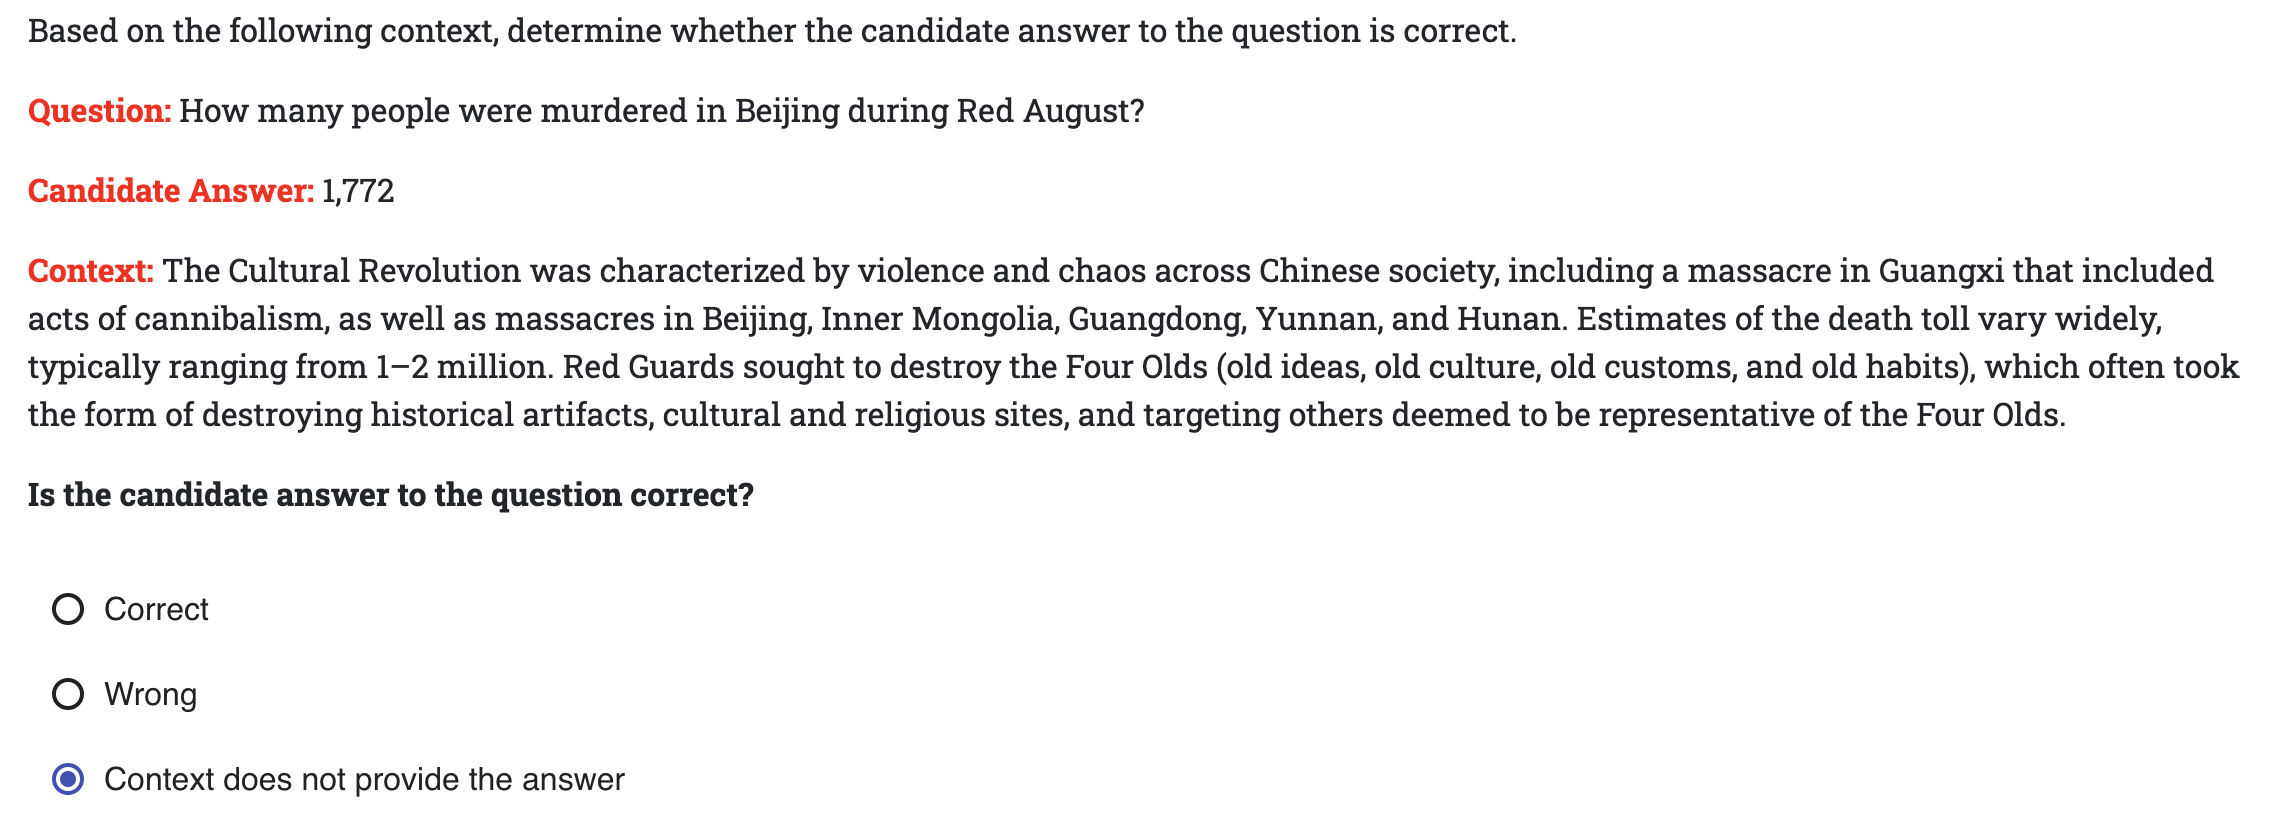 Based on the following context, determine whether the candidate answer to the question is correct.
Question: How many people were murdered in Beijing during Red August?
Candidate Answer: 1,772
Context: The Cultural Revolution was characterized by violence and chaos across Chinese society, including a massacre in Guangxi that included
acts of cannibalism, as well as massacres in Beijing, Inner Mongolia, Guangdong, Yunnan, and Hunan. Estimates of the death toll vary widely,
typically ranging from 1–2 million. Red Guards sought to destroy the Four Olds (old ideas, old culture, old customs, and old habits), which often took
the form of destroying historical artifacts, cultural and religious sites, and targeting others deemed to be representative of the Four Olds.
Is the candidate answer to the question correct?
Correct
Wrong
Context does not provide the answer